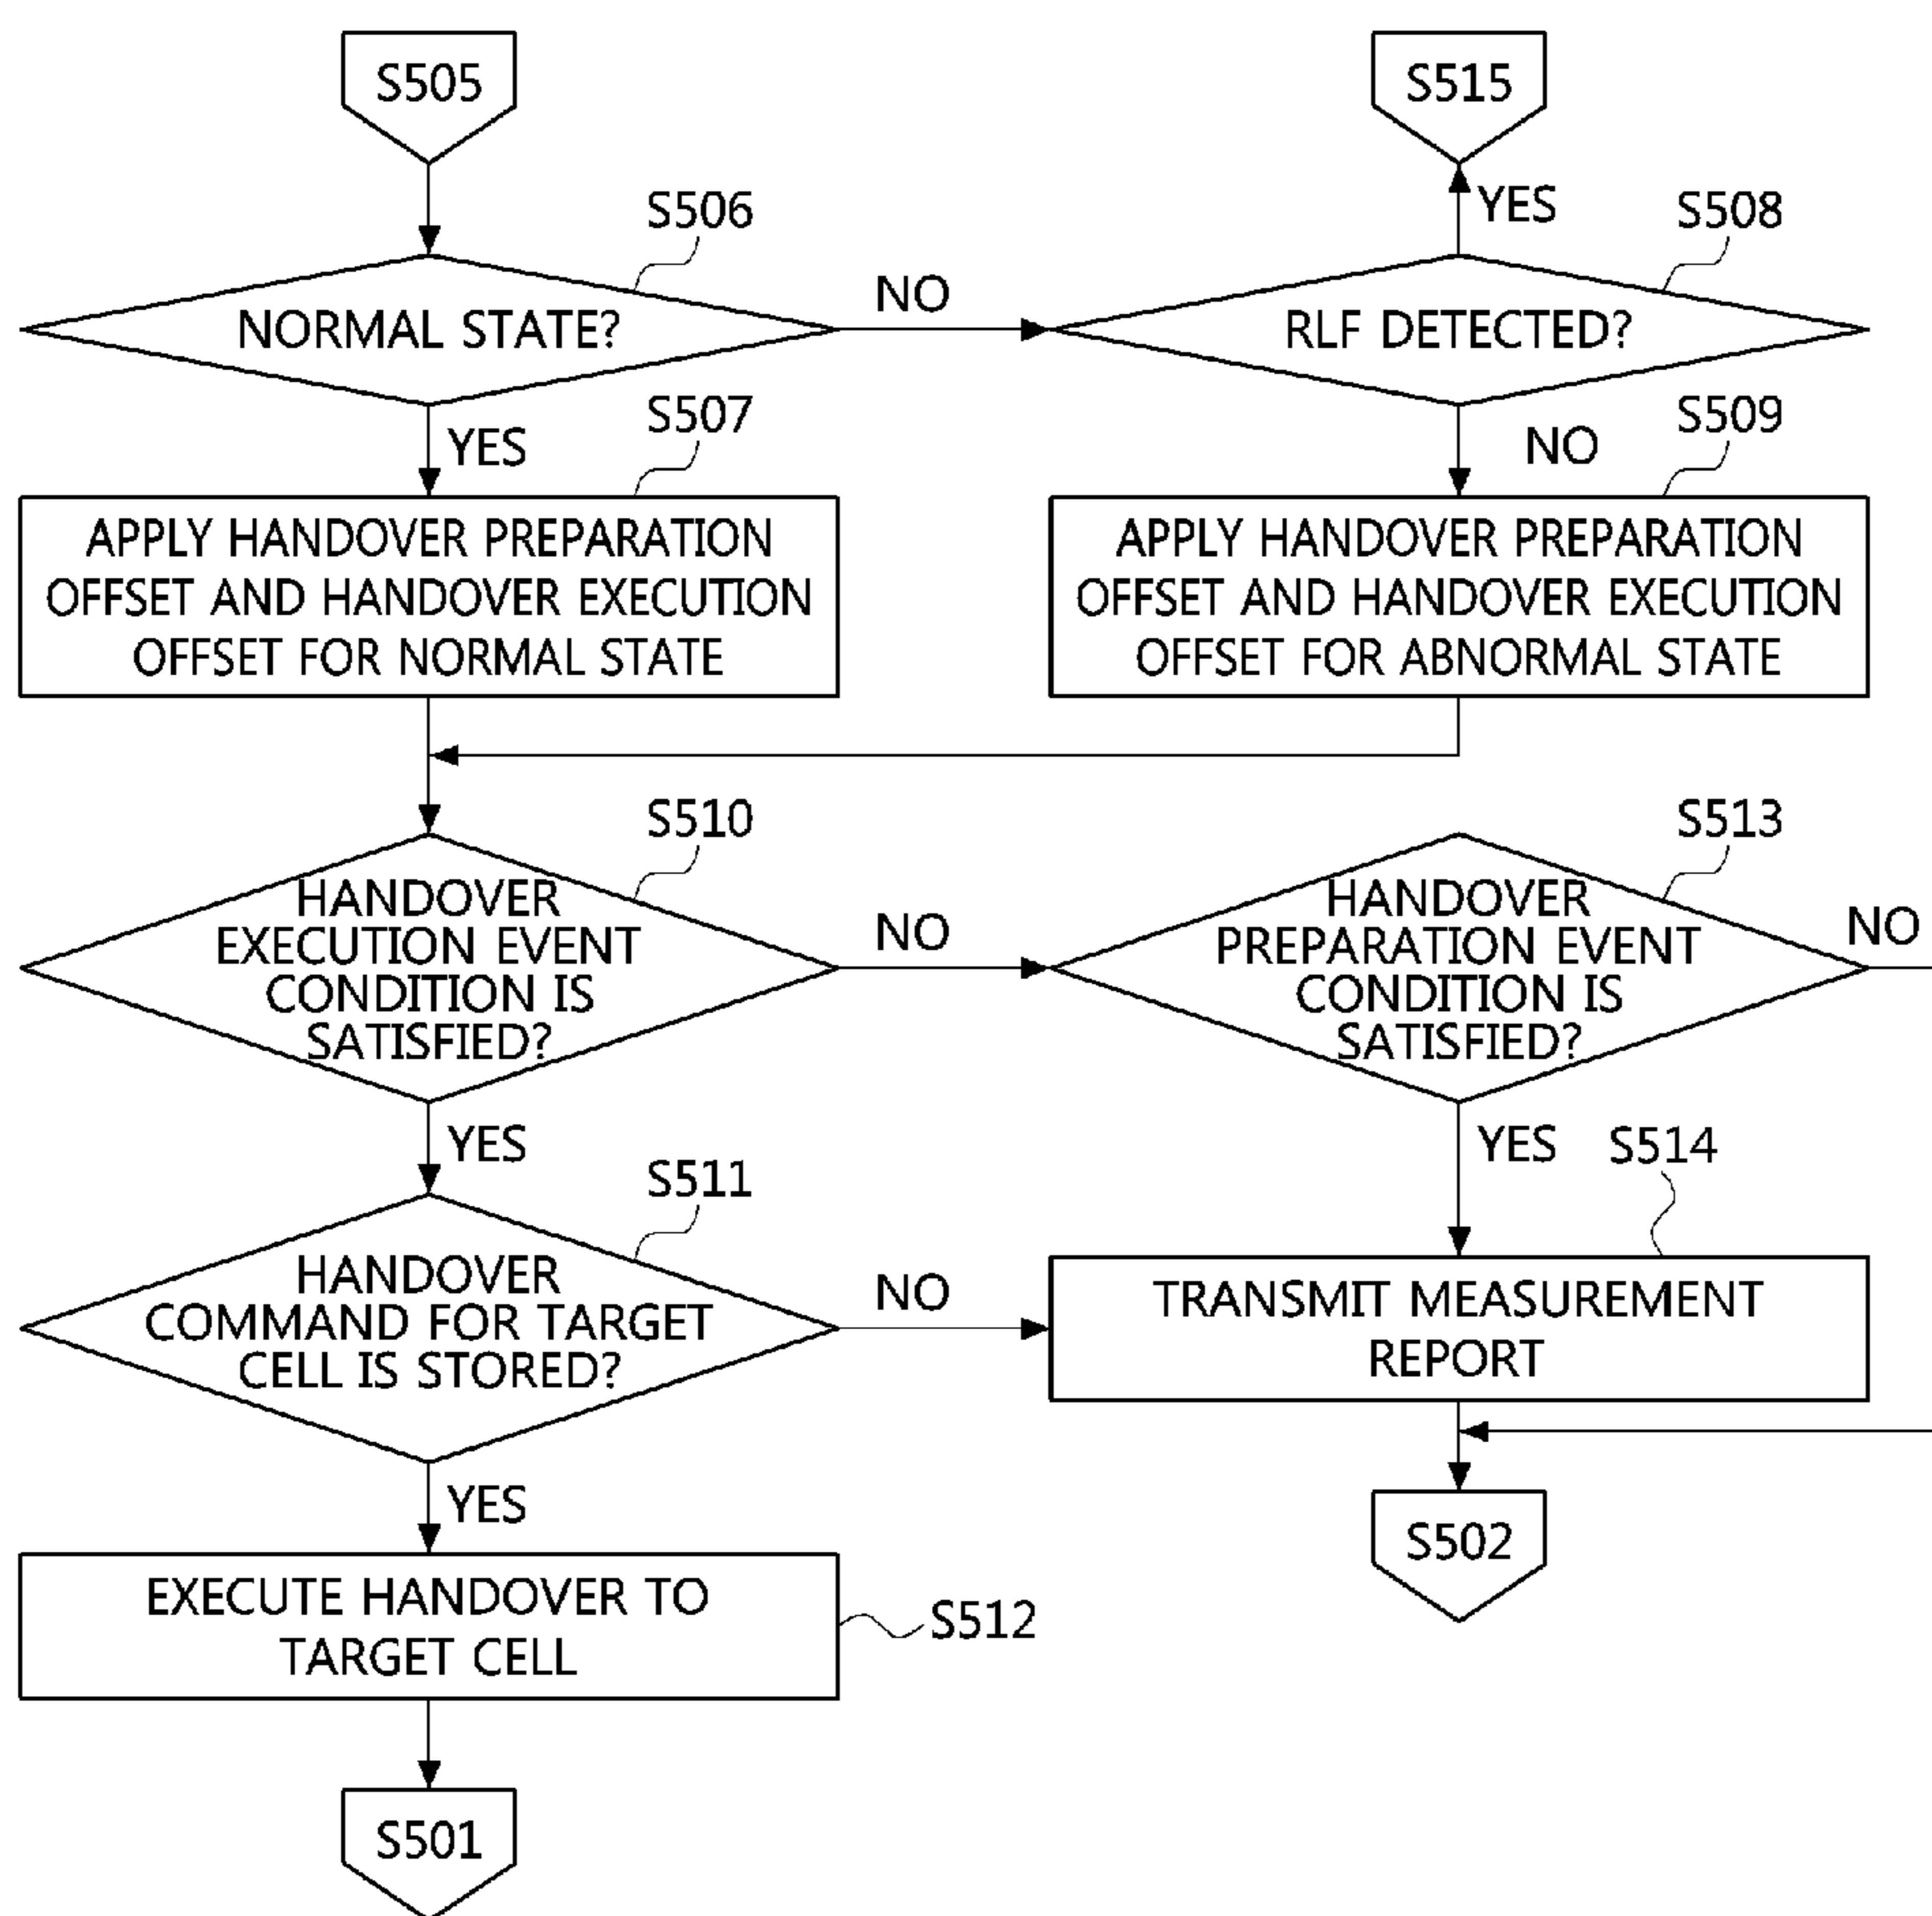 S505
S515
YES
S506
S508
NORMAL STATE?
NO
RLF DETECTED?
YES
S507
NO
S509
APPLY HANDOVER PREPARATION
OFFSET AND HANDOVER EXECUTION
OFFSET FOR NORMAL STATE
APPLY HANDOVER PREPARATION
OFFSET AND HANDOVER EXECUTION
OFFSET FOR ABNORMAL STATE
S510
S513
HANDOVER
EXECUTION EVENT
CONDITION IS
SATISFIED?
NO
HANDOVER
PREPARATION EVENT
CONDITION IS
SATISFIED?
NO
YES
S511
YES
S514
HANDOVER
COMMAND FOR TARGET
CELL IS STORED?
NO
TRANSMIT MEASUREMENT
REPORT
YES
S502
EXECUTE HANDOVER TO
TARGET CELL
S512
S501